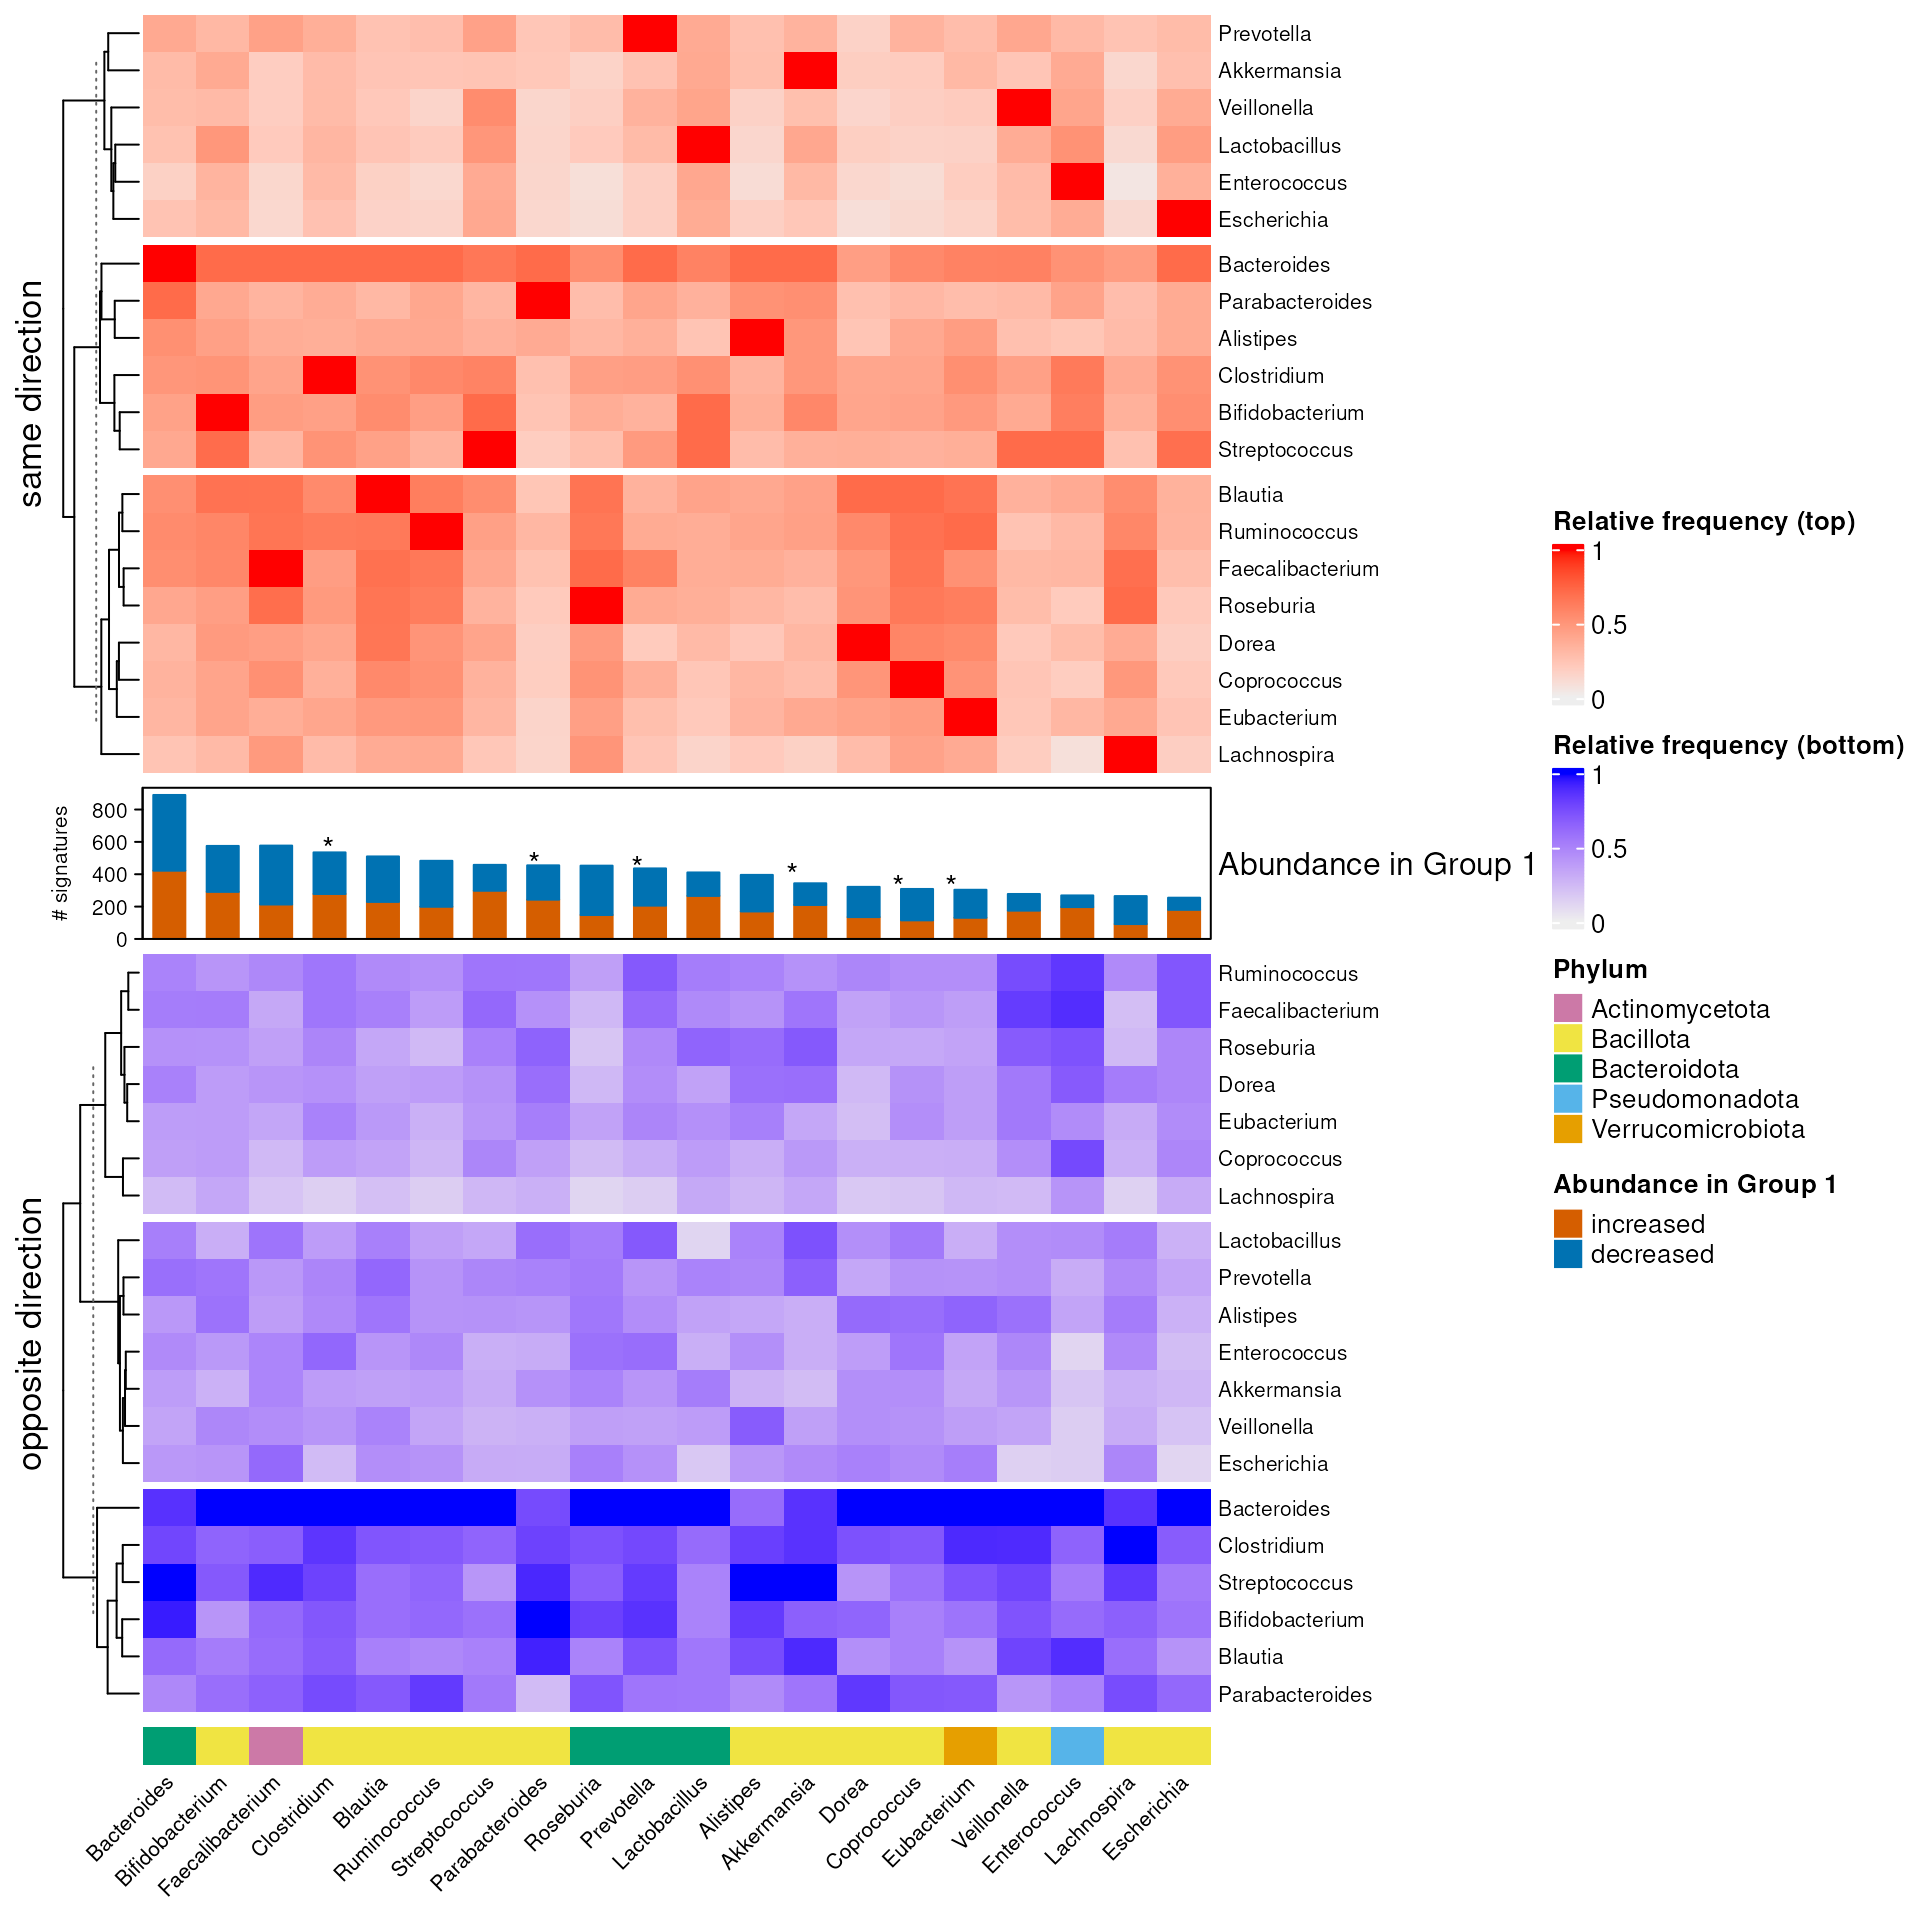 same direction
Prevotella
Akkermansia
Veillonella
Lactobacillus
Enterococcus
Escherichia
Bacteroides
Parabacteroides
Alistipes
Clostridium
Bifidobacterium
Streptococcus
Blautia
Ruminococcus
Faecalibacterium
Roseburia
Dorea
Coprococcus
Eubacterium
Lachnospira
# signatures
800
600
400
200
0
* * * * * *
Abundance in Group 1
opposite direction
Ruminococcus
Faecalibacterium
Roseburia
Dorea
Eubacterium
Coprococcus
Lachnospira
Lactobacillus
Prevotella
Alistipes
Enterococcus
Akkermansia
Veillonella
Escherichia
Bacteroides
Clostridium
Streptococcus
Bifidobacterium
Blautia
Parabacteroides
Bacteroides
Bifidobacterium
Faecalibacterium
Clostridium
Blautia
Ruminococcus
Streptococcus
Parabacteroides
Roseburia
Prevotella
Lactobacillus
Alistipes
Akkermansia
Dorea
Coprococcus
Eubacterium
Veillonella
Enterococcus
Lachnospira
Escherichia
Relative frequency (top)
1
0.5
0
Relative frequency (bottom)
1
0.5
0
Phylum
Actinomycetota
Bacillota
Bacteroidota
Pseudomonadota
Verrucomicrobiota
Abundance in Group 1
increased
decreased